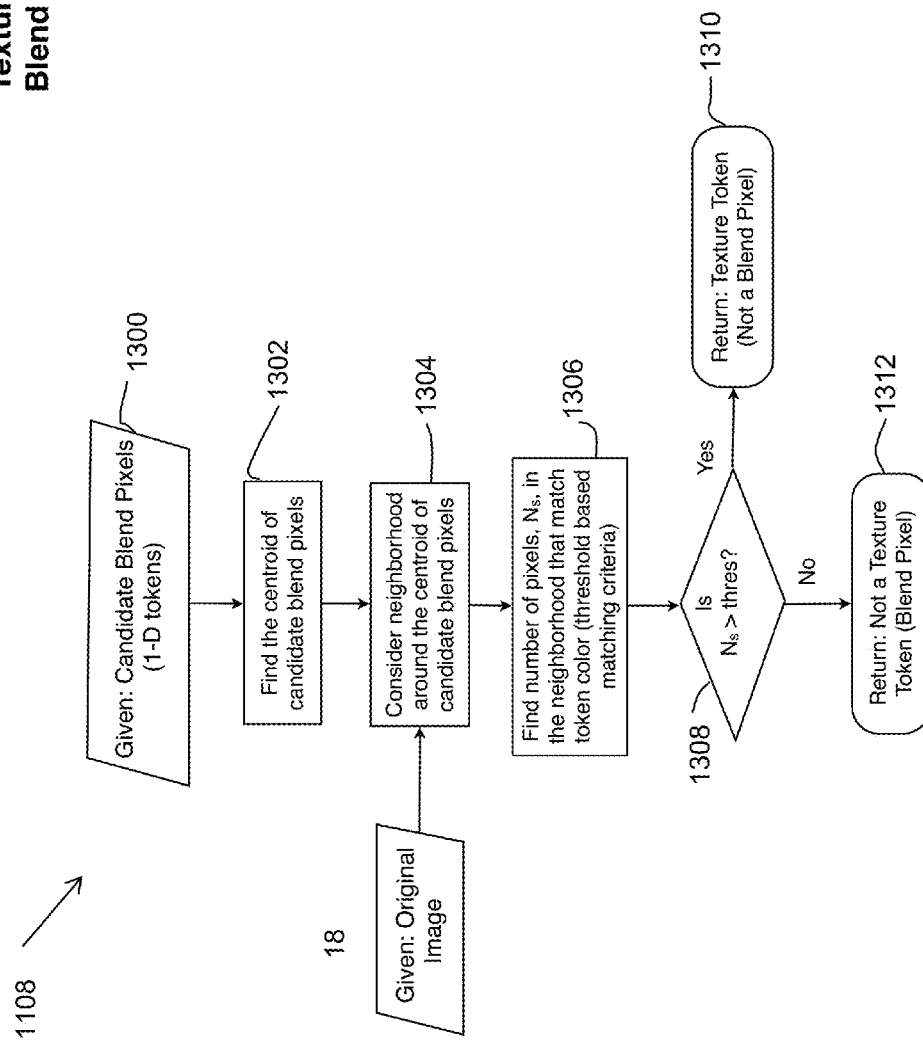 Blend
1108
Given: Candidate Blend Pixels
(1-D tokens)
1300
Find the centroid of
candidate blend pixels
1302
18
Given: Original
Image
Consider neighborhood
around the centroid of
candidate blend pixels
1304
Find number of pixels, Ns, in
the neighborhood that match
token color (threshold based
matching criteria)
1306
Is
Ns > thres?
1308
Yes
Return: Texture Token
(Not a Blend Pixel)
1310
No
Return: Not a Texture
Token (Blend Pixel)
1312